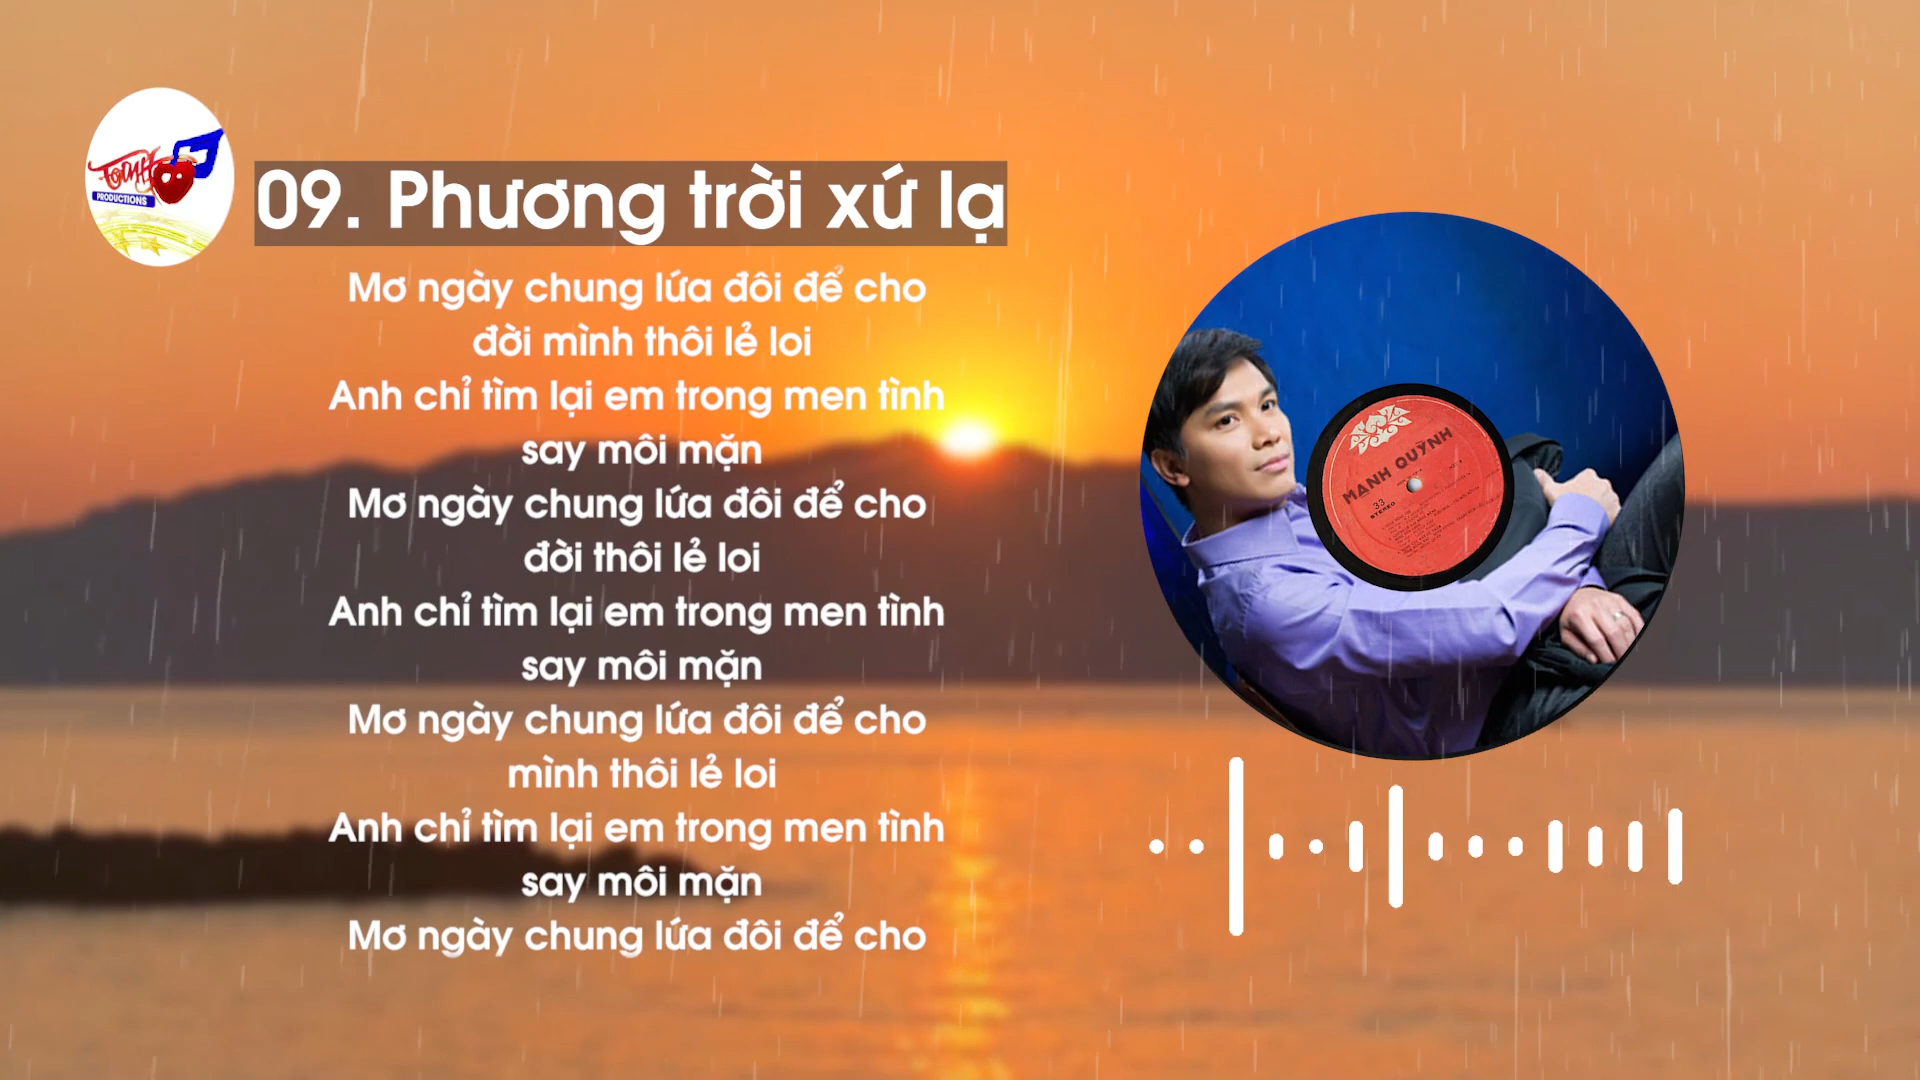 TOANH
PRODUCTIONS
09. Phương trời xứ lạ
Mơ ngày chung lứa đôi để cho
đời mình thôi lẻ loi
Anh chỉ tìm lại em trong men tình
say môi mặn
Mơ ngày chung lứa đôi để cho
đời thôi lẻ loi
Anh chỉ tìm lại em trong men tình
say môi mặn
Mơ ngày chung lứa đôi để cho
mình thôi lẻ loi
Anh chỉ tìm lại em trong men tình
say môi mặn
Mơ ngày chung lứa đôi để cho
MẠNH QUỲNH
33
STEREO